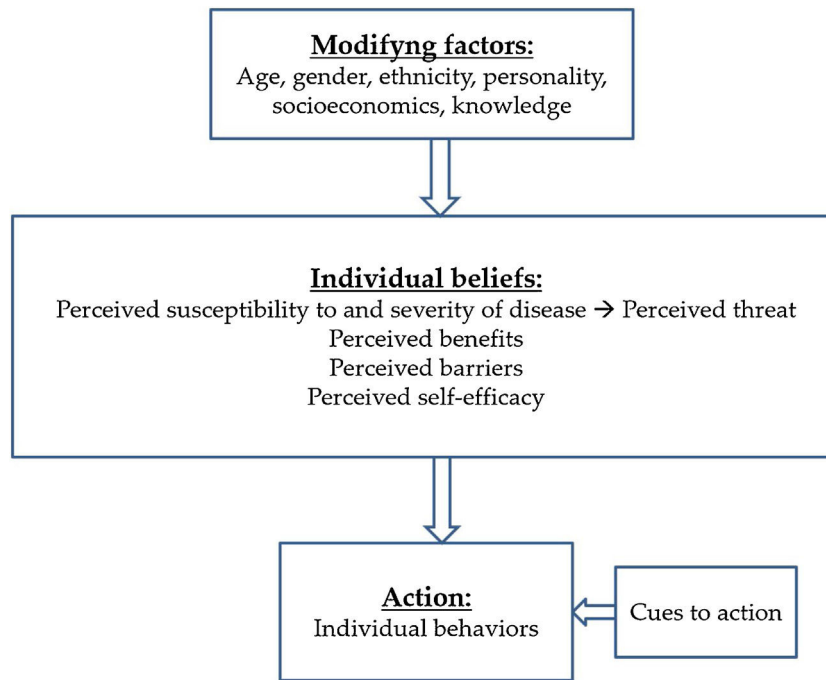 Modifyng factors:
Age, gender, ethnicity, personality,
socioeconomics, knowledge
Individual beliefs:
Perceived susceptibility to and severity of disease → Perceived threat
Perceived benefits
Perceived barriers
Perceived self-efficacy
Action:
Individual behaviors
Cues to action